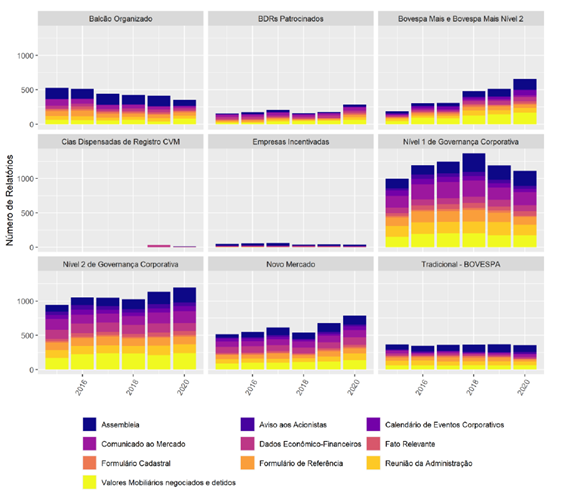 Balcão Organizado
BDRs Patrocinados
Bovespa Mais e Bovespa Mais Nível 2
1000
500
0
Cias Dispensadas de Registro CVM
Empresas Incentivadas
Nível 1 de Governança Corporativa
Número de Relatórios
1000
500
0
Nível 2 de Governança Corporativa
Novo Mercado
Tradicional - BOVESPA
1000
500
0
2016
2018
2020
2016
2018
2020
2016
2018
2020
Assembleia
Aviso aos Acionistas
Calendário de Eventos Corporativos
Comunicado ao Mercado
Dados Econômico-Financeiros
Fato Relevante
Formulário Cadastral
Formulário de Referência
Reunião da Administração
Valores Mobiliários negociados e detidos